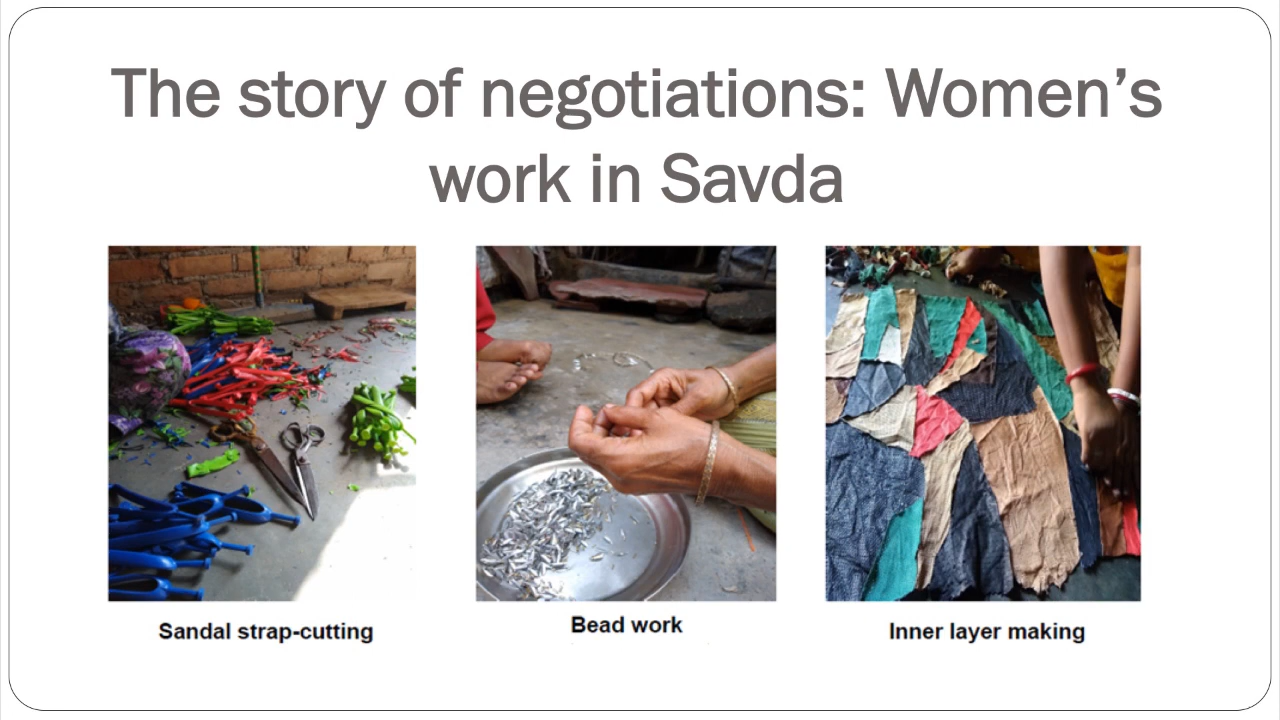 The story of negotiations: Women’s
work in Savda
Sandal strap-cutting
Bead work
Inner layer making